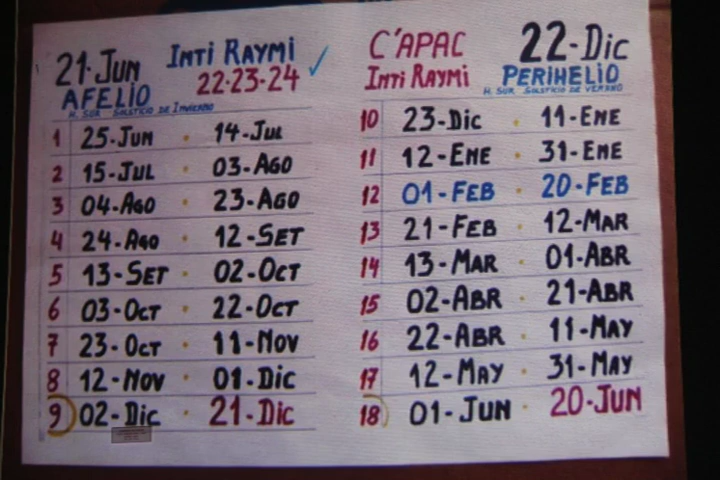 21·Jun INTI RAYMI
22·23·24 ✓
AFELIO
H. SUR SOLSTICIO DE INVIERNO
1 25-JUN · 14-JUL
2 15-JUL · 03-AGO
3 04-AGO · 23-AGO
4 24-AGO · 12-SET
5 13-SET · 02-OCT
6 03-OCT · 22-OCT
7 23-OCT · 11-NOV
8 12-NOV · 01-DIC
9 02-DIC · 21-DIC
C'APAC 22-DIC
INTI RAYMI PERIHELIO
H. SUR SOLSTICIO DE VERANO
10 23-DIC · 11-ENE
11 12-ENE · 31-ENE
12 01-FEB · 20-FEB
13 21-FEB · 12-MAR
14 13-MAR · 01-ABR
15 02-ABR · 21-ABR
16 22-ABR · 11-MAY
17 12-MAY · 31-MAY
18 01-JUN · 20-JUN